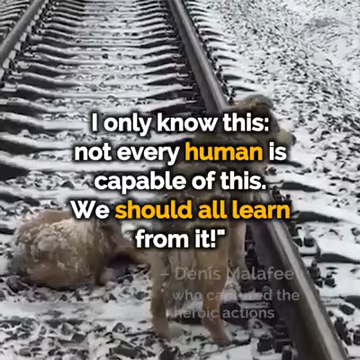 I only know this:
not every human is
capable of this.
We should all learn
from it!"
– Denis Malafeev
who captured the
heroic actions